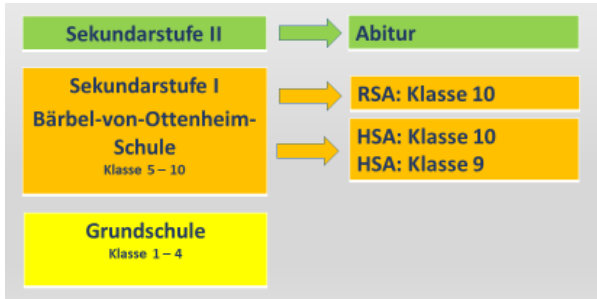 Sekundarstufe II
Abitur
Sekundarstufe I
Bärbel-von-Ottenheim-
Schule
Klasse 5 – 10
RSA: Klasse 10
HSA: Klasse 10
HSA: Klasse 9
Grundschule
Klasse 1 – 4